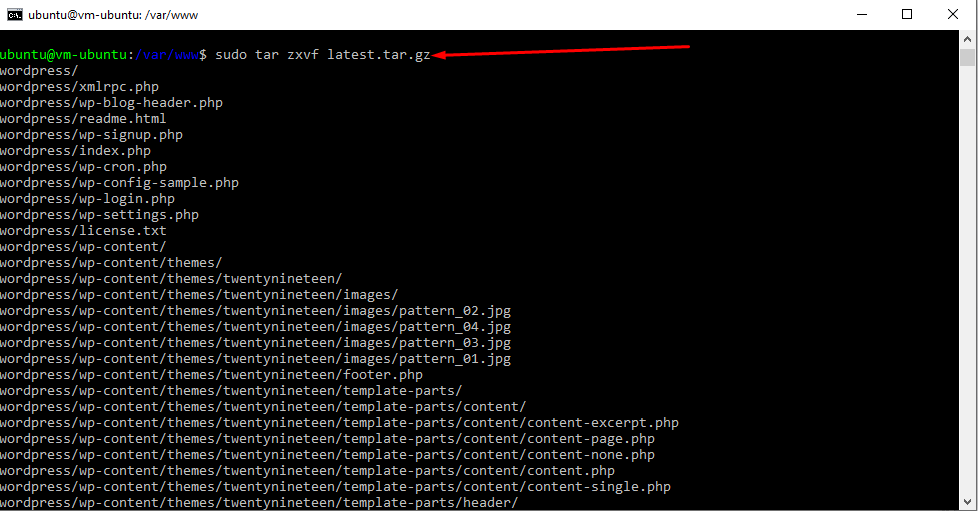 ubuntu@vm-ubuntu: /var/www
ubuntu@vm-ubuntu:/var/www$ sudo tar zxvf latest.tar.gz
wordpress/
wordpress/xmlrpc.php
wordpress/wp-blog-header.php
wordpress/readme.html
wordpress/wp-signup.php
wordpress/index.php
wordpress/wp-cron.php
wordpress/wp-config-sample.php
wordpress/wp-login.php
wordpress/wp-settings.php
wordpress/license.txt
wordpress/wp-content/
wordpress/wp-content/themes/
wordpress/wp-content/themes/twentynineteen/
wordpress/wp-content/themes/twentynineteen/images/
wordpress/wp-content/themes/twentynineteen/images/pattern_02.jpg
wordpress/wp-content/themes/twentynineteen/images/pattern_04.jpg
wordpress/wp-content/themes/twentynineteen/images/pattern_03.jpg
wordpress/wp-content/themes/twentynineteen/images/pattern_01.jpg
wordpress/wp-content/themes/twentynineteen/footer.php
wordpress/wp-content/themes/twentynineteen/template-parts/
wordpress/wp-content/themes/twentynineteen/template-parts/content/
wordpress/wp-content/themes/twentynineteen/template-parts/content/content-excerpt.php
wordpress/wp-content/themes/twentynineteen/template-parts/content/content-page.php
wordpress/wp-content/themes/twentynineteen/template-parts/content/content-none.php
wordpress/wp-content/themes/twentynineteen/template-parts/content/content.php
wordpress/wp-content/themes/twentynineteen/template-parts/content/content-single.php
wordpress/wp-content/themes/twentynineteen/template-parts/header/